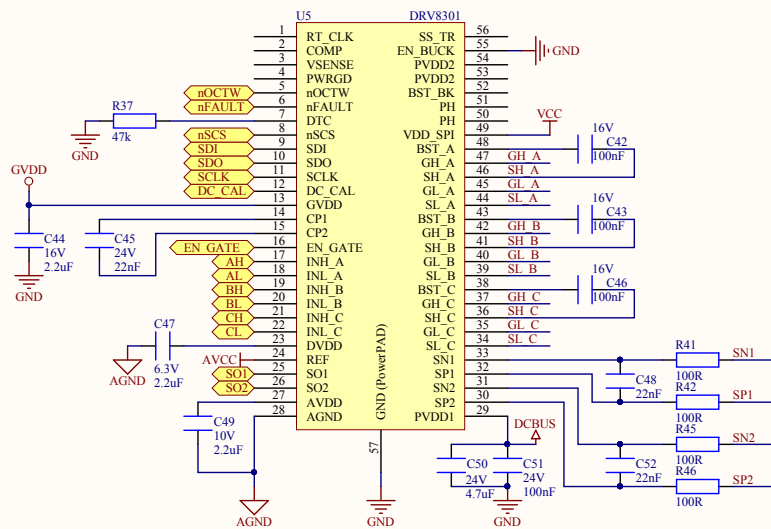 U5 DRV8301
1 RT_CLK SS_TR 56
2 COMP EN_BUCK 55 GND
3 VSENSE PVDD2 54
4 PWRGD PVDD2 53
nOCTW 5 nOCTW BST_BK 52
nFAULT 6 nFAULT PH 51
R37 47k GND 7 DTC PH 50
nSCS 8 nSCS VDD_SPI 49 VCC
SDI 9 SDI BST_A 48 16V C42 100nF
SDO 10 SDO GH_A 47 GH_A
SCLK 11 SCLK SH_A 46 SH_A
DC_CAL 12 DC_CAL GL_A 45 GL_A
GVDD 13 GVDD SL_A 44 SL_A
14 CP1 BST_B 43 16V C43 100nF
15 CP2 GH_B 42 GH_B
EN_GATE 16 EN_GATE SH_B 41 SH_B
AH 17 INH_A GL_B 40 GL_B
AL 18 INL_A SL_B 39 SL_B
BH 19 INH_B BST_C 38 16V C46 100nF
BL 20 INL_B GH_C 37 GH_C
CH 21 INH_C SH_C 36 SH_C
CL 22 INL_C GL_C 35 GL_C
23 DVDD SL_C 34 SL_C
AVCC 24 REF SN1 33 R41 100R SN1
SO1 25 SO1 SP1 32 R42 100R SP1
SO2 26 SO2 SN2 31 R45 100R SN2
27 AVDD SP2 30 R46 100R SP2
28 AGND PVDD1 29 DCBUS
GND (PowerPAD)
57
GND
C44
16V
2.2uF
GND
C45
24V
22nF
C47
6.3V
2.2uF
AGND
C49
10V
2.2uF
AGND
C48
22nF
C52
22nF
C50
24V
4.7uF
C51
24V
100nF
GND